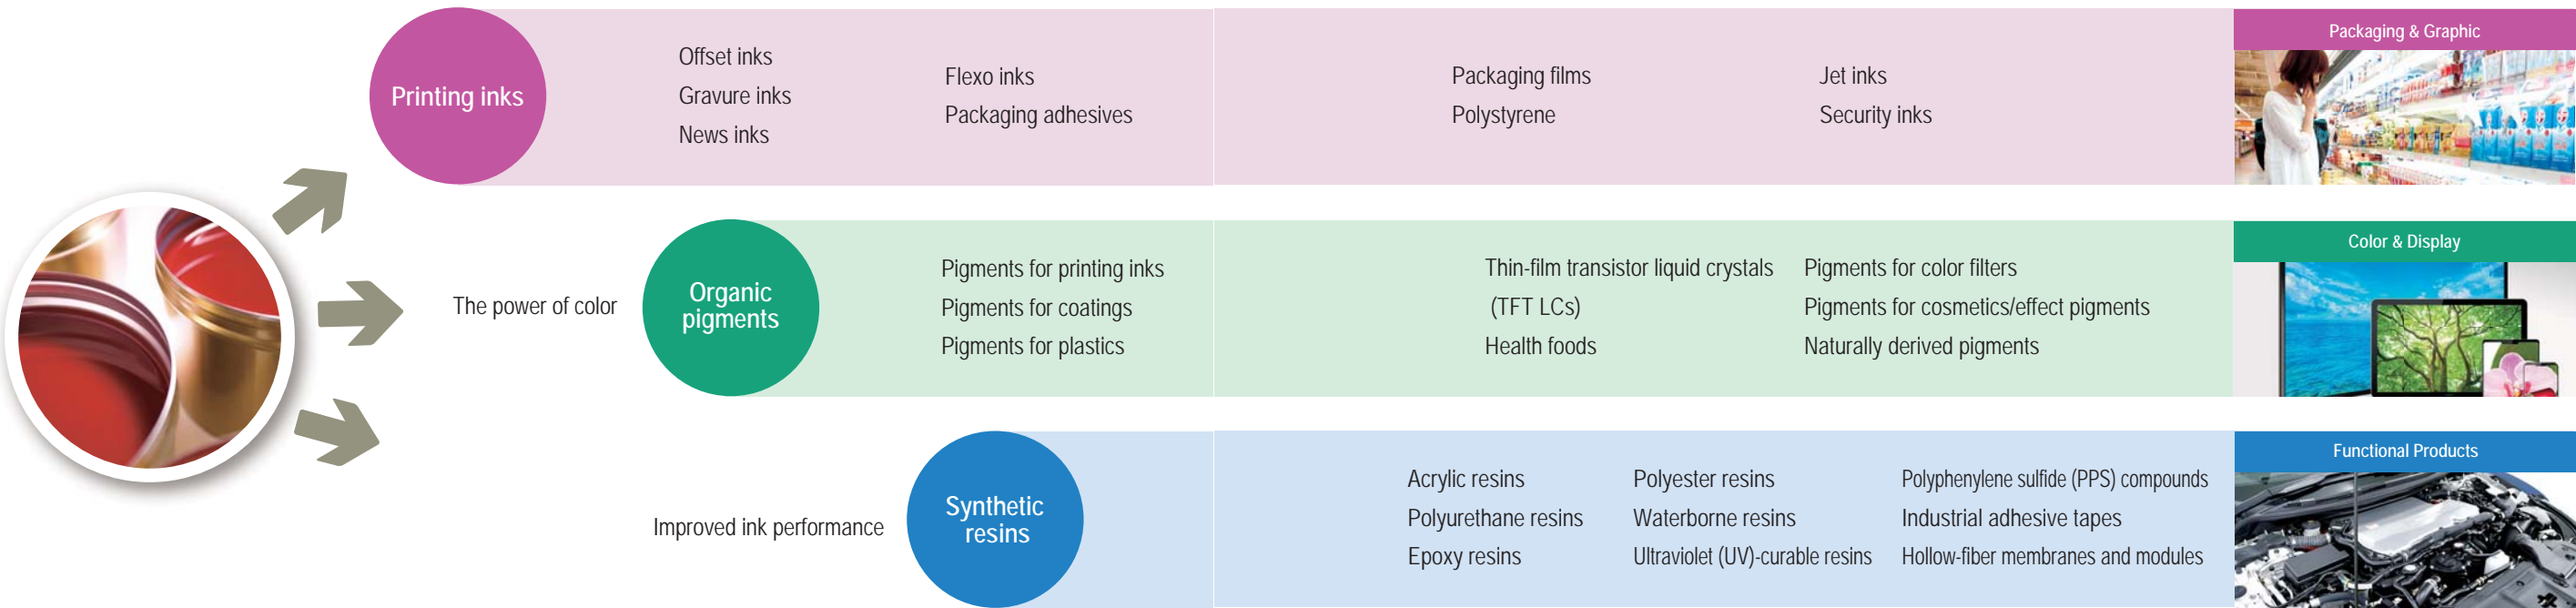 Printing inks
Offset inks
Gravure inks
News inks
Flexo inks
Packaging adhesives
Packaging films
Polystyrene
Jet inks
Security inks
Packaging & Graphic
The power of color
Organic
pigments
Pigments for printing inks
Pigments for coatings
Pigments for plastics
Thin-film transistor liquid crystals
(TFT LCs)
Health foods
Pigments for color filters
Pigments for cosmetics/effect pigments
Naturally derived pigments
Color & Display
Improved ink performance
Synthetic
resins
Acrylic resins
Polyurethane resins
Epoxy resins
Polyester resins
Waterborne resins
Ultraviolet (UV)-curable resins
Polyphenylene sulfide (PPS) compounds
Industrial adhesive tapes
Hollow-fiber membranes and modules
Functional Products